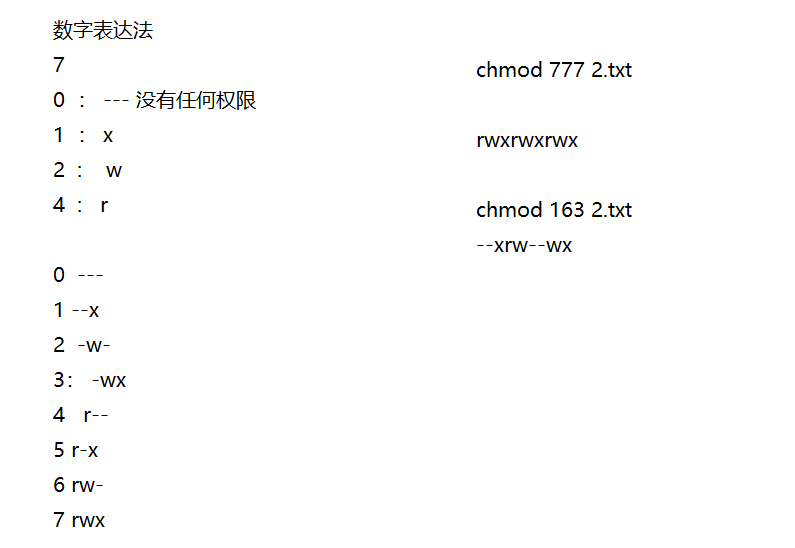 数字表达法
7
0 : --- 没有任何权限
1 : x
2 : w
4 : r
0 ---
1 --x
2 -w-
3: -wx
4 r--
5 r-x
6 rw-
7 rwx
chmod 777 2.txt
rwxrwxrwx
chmod 163 2.txt
--xrw--wx